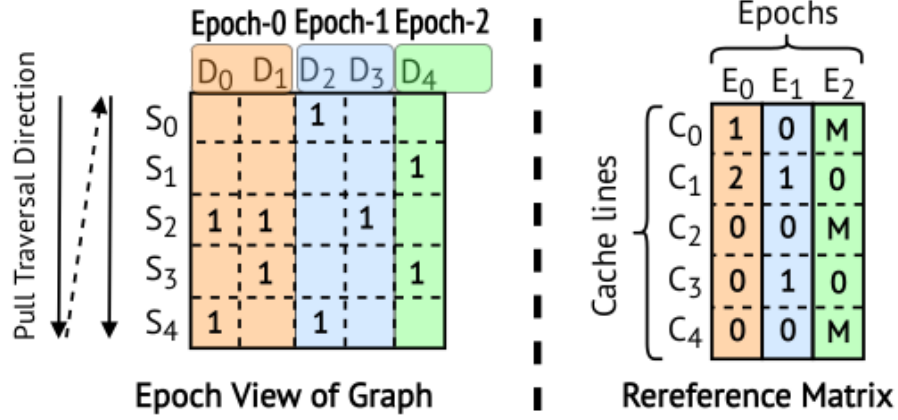 Epoch-0 Epoch-1 Epoch-2
D0 D1 D2 D3 D4
Pull Traversal Direction
S0 1
S1 1
S2 1 1 1
S3 1 1
S4 1 1
Epoch View of Graph
Epochs
E0 E1 E2
Cache lines
C0 1 0 M
C1 2 1 0
C2 0 0 M
C3 0 1 0
C4 0 0 M
Rereference Matrix